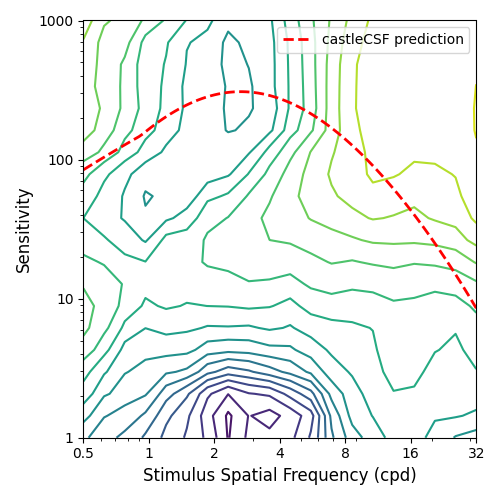 castleCSF prediction
Sensitivity
1000
100
10
1
0.5 1 2 4 8 16 32
Stimulus Spatial Frequency (cpd)